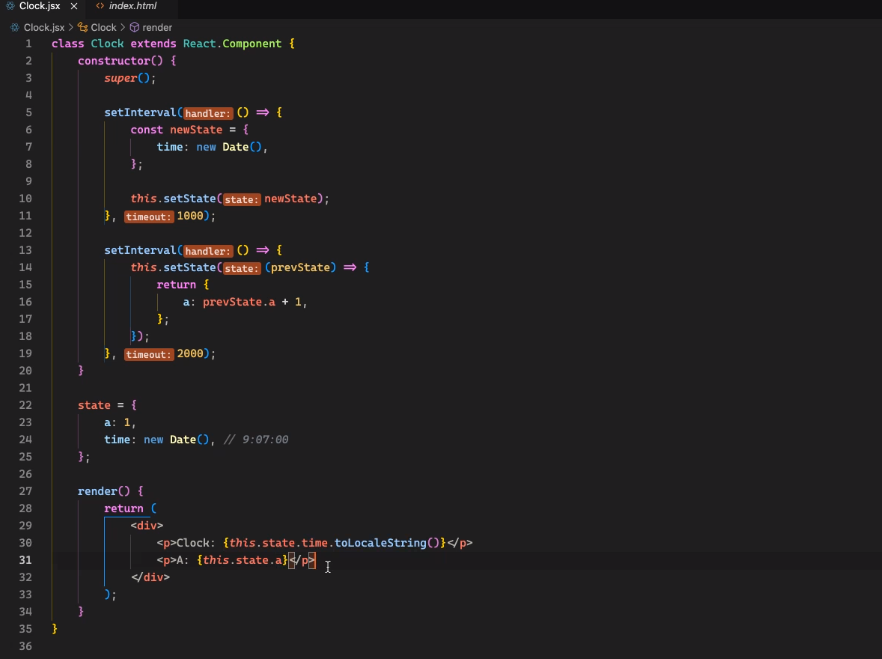 Clock.jsx × <> index.html
Clock.jsx > Clock > render
1 class Clock extends React.Component {
2 constructor() {
3 super();
4
5 setInterval(handler: () => {
6 const newState = {
7 time: new Date(),
8 };
9
10 this.setState(state: newState);
11 }, timeout: 1000);
12
13 setInterval(handler: () => {
14 this.setState(state: (prevState) => {
15 return {
16 a: prevState.a + 1,
17 };
18 });
19 }, timeout: 2000);
20 }
21
22 state = {
23 a: 1,
24 time: new Date(), // 9:07:00
25 };
26
27 render() {
28 return (
29 <div>
30 <p>Clock: {this.state.time.toLocaleString()}</p>
31 <p>A: {this.state.a}</p>
32 </div>
33 );
34 }
35 }
36